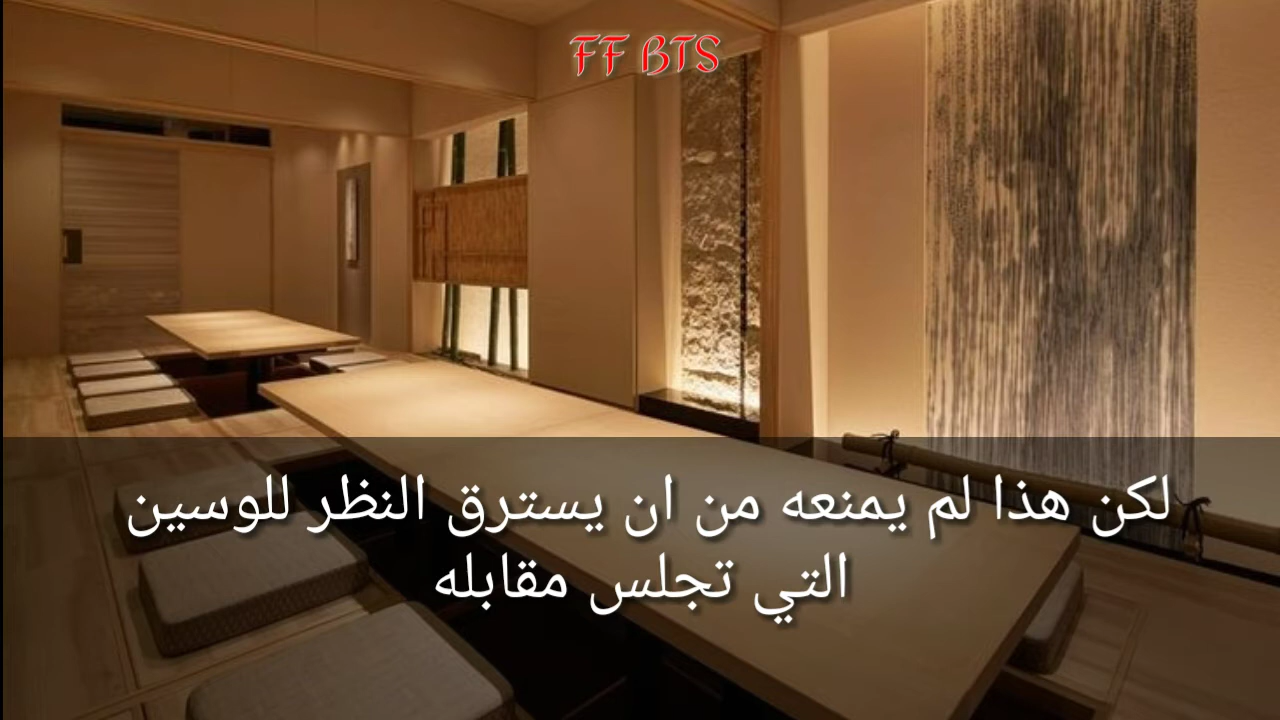 FF BTS
لكن هذا لم يمنعه من ان يسترق النظر للوسين
التي تجلس مقابله